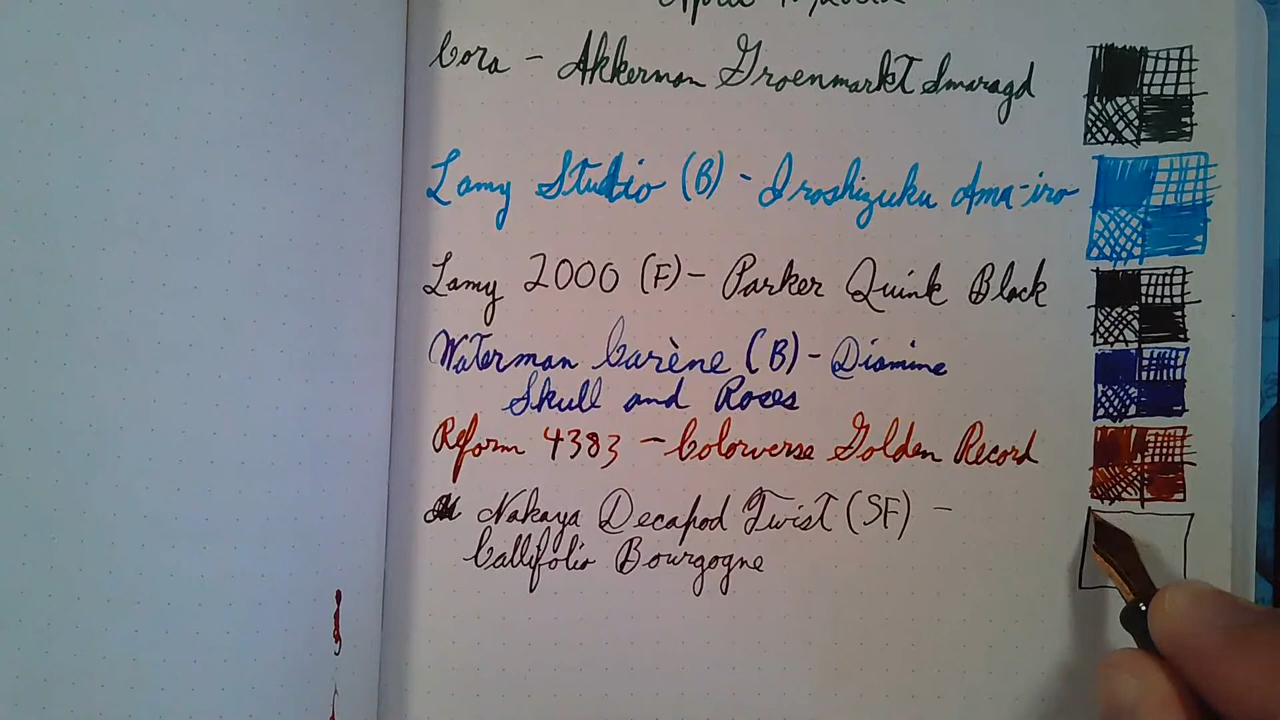 Cora – Akkerman Groenmarkt Smaragd
Lamy Studio (B) – Iroshizuku Ama-iro
Lamy 2000 (F) – Parker Quink Black
Waterman Carène (B) – Diamine
Skull and Roses
Reform 4383 – Colorverse Golden Record
Nakaya Decapod Twist (SF) –
Callifolio Bourgogne